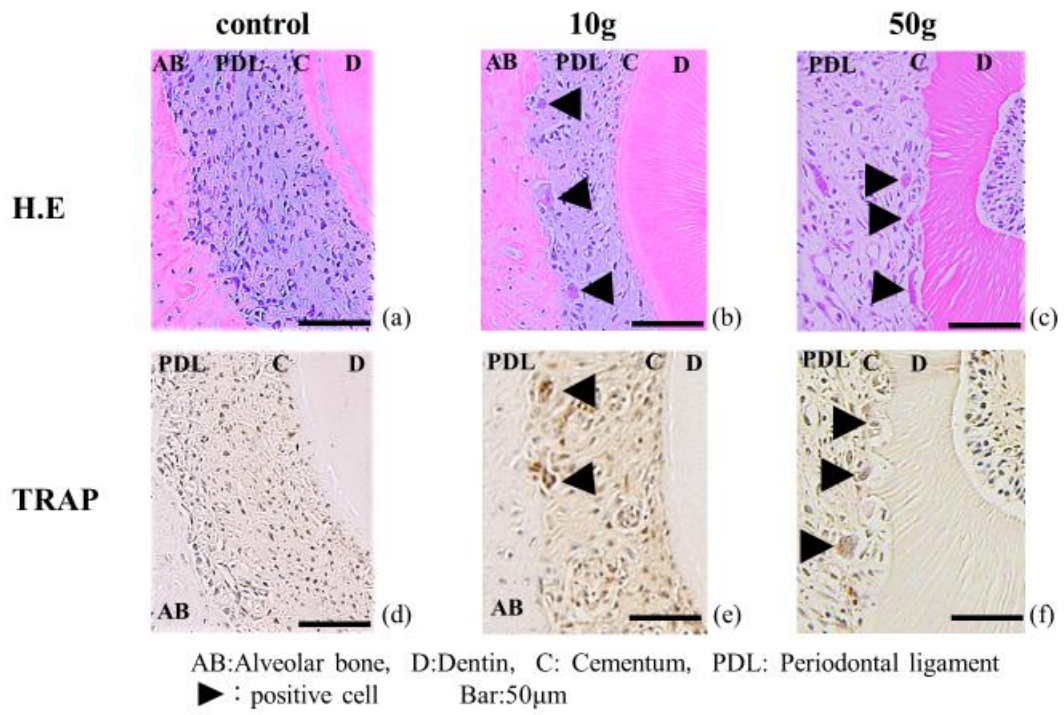 control 10g 50g
AB PDL C D AB PDL C D PDL C D
H.E
(a) (b) (c)
PDL C D PDL C D PDL C D
TRAP
AB (d) AB (e) (f)
AB:Alveolar bone, D:Dentin, C: Cementum, PDL: Periodontal ligament
▶ : positive cell Bar:50μm